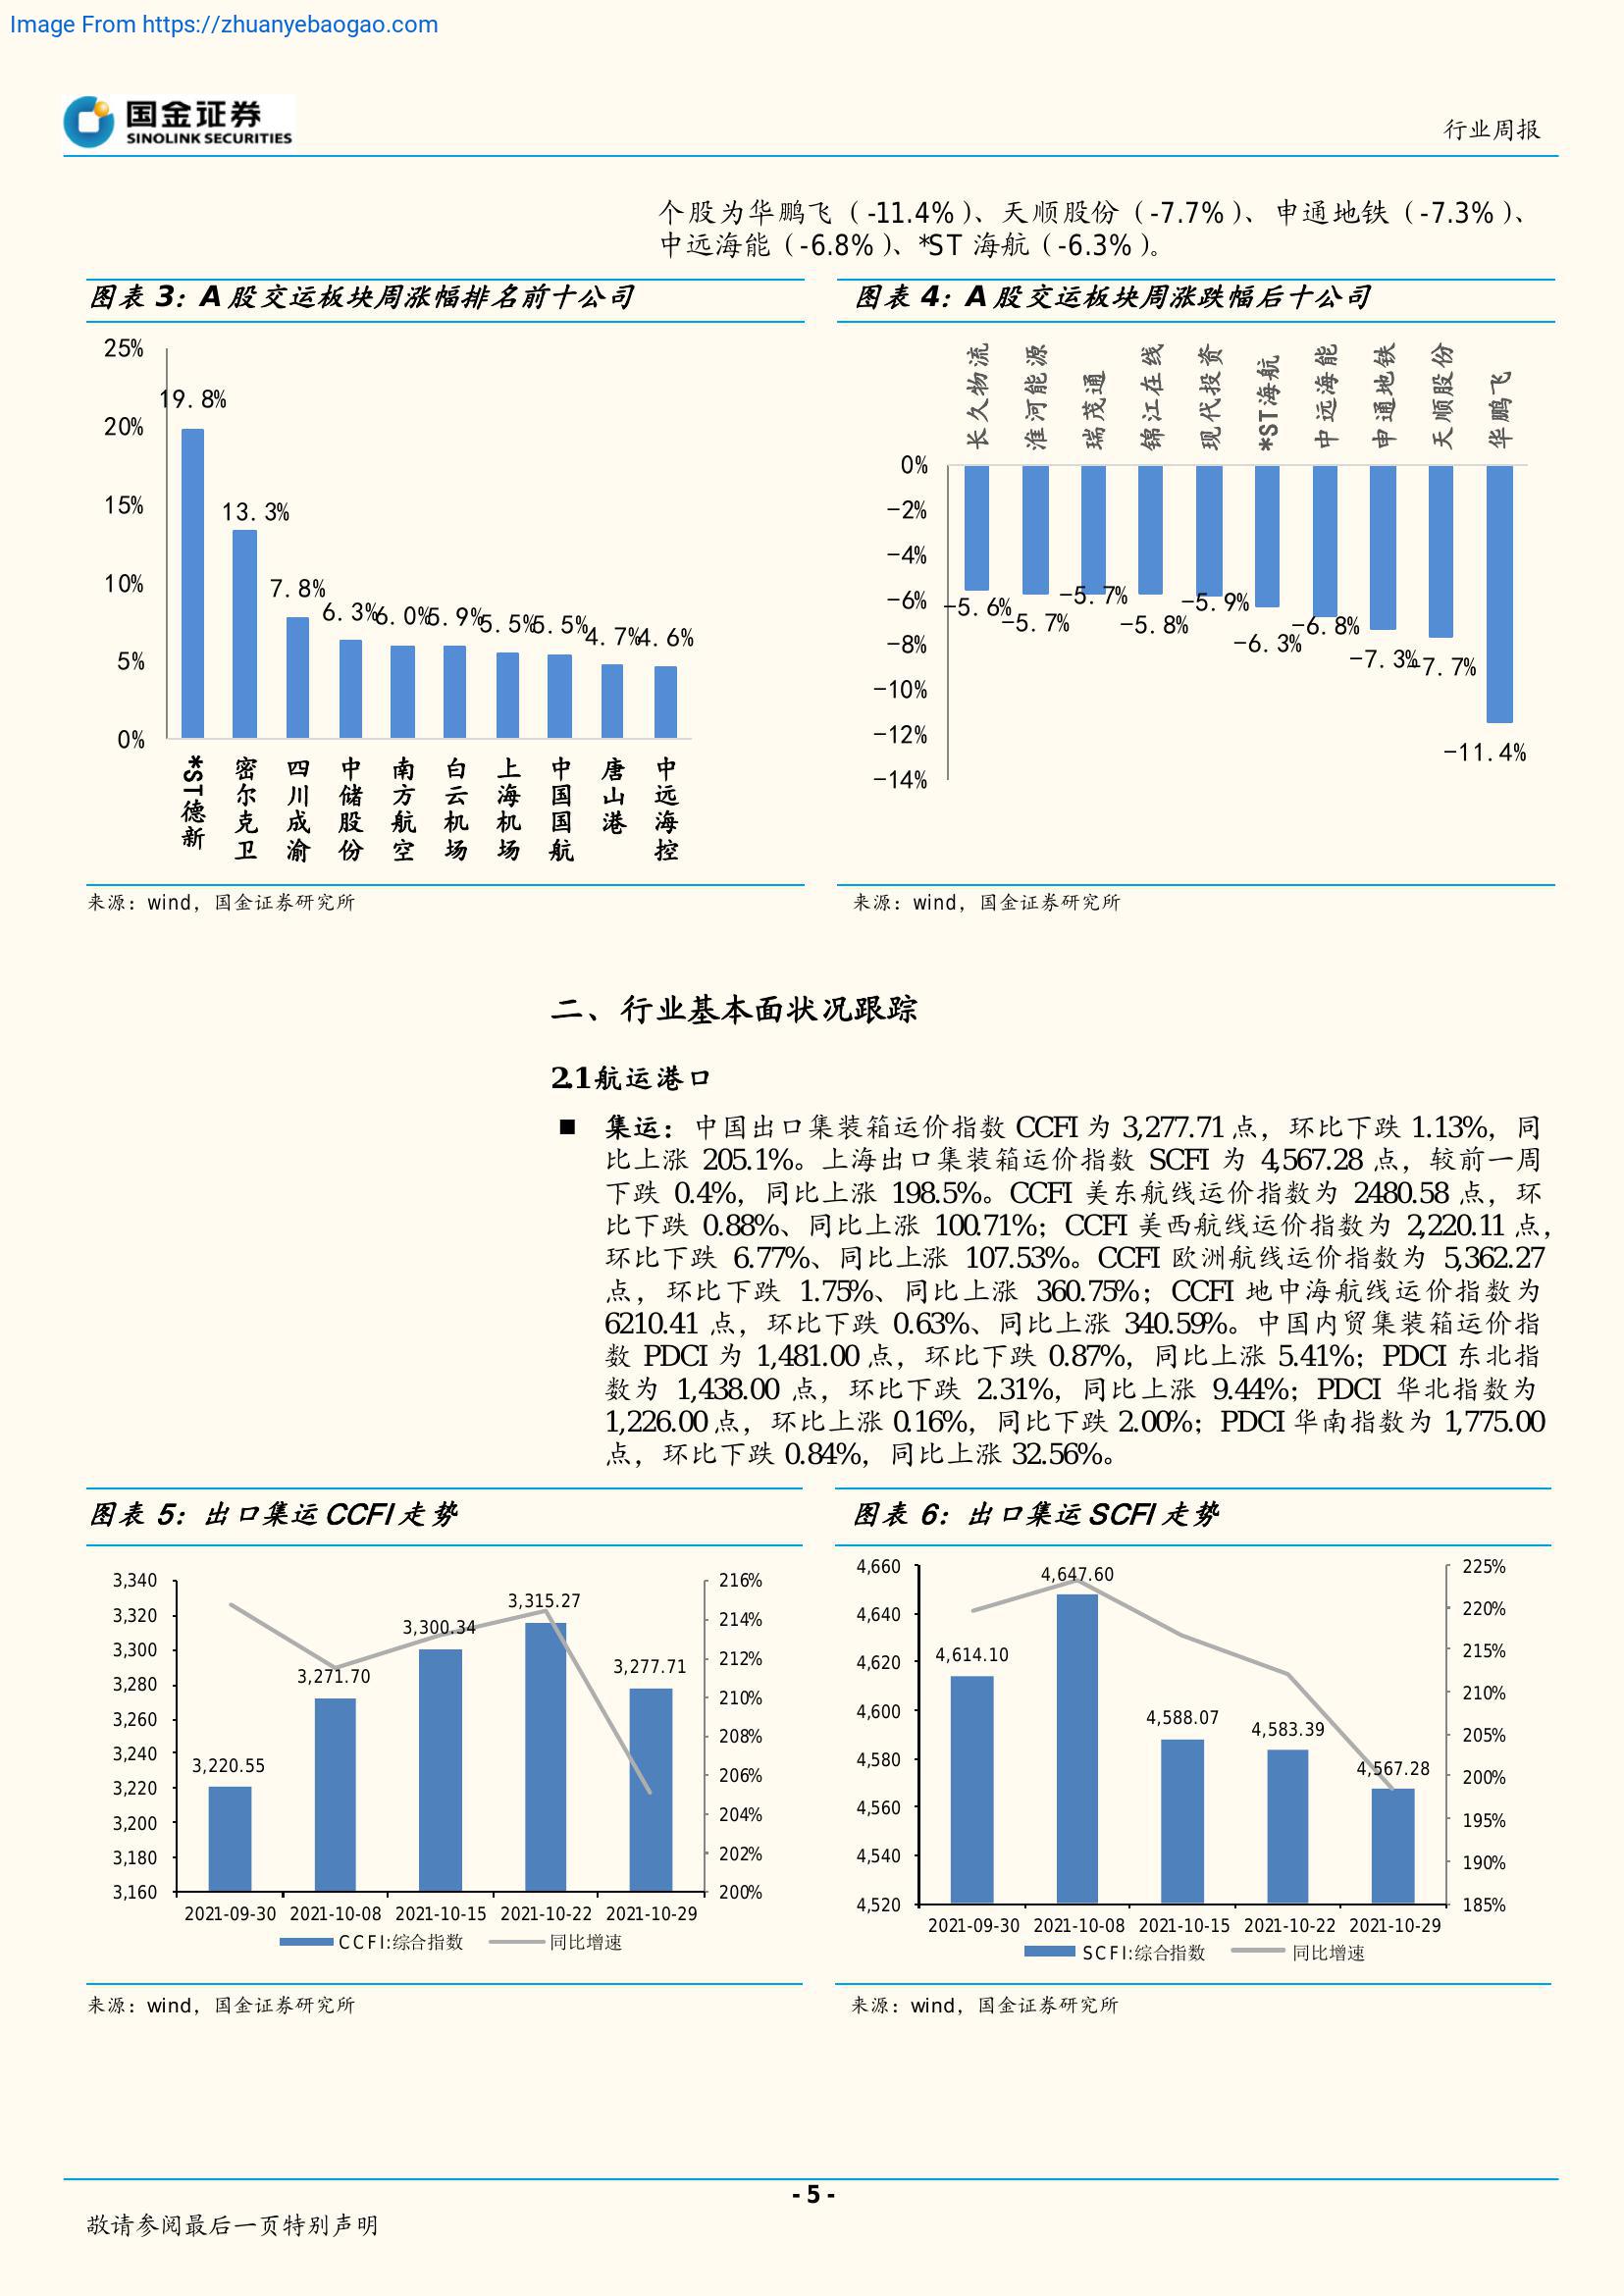 Image From https://zhuanyebaogao.com
国金证券
SINOLINK SECURITIES
行业周报
个股为华鹏飞（-11.4%）、天顺股份（-7.7%）、申通地铁（-7.3%）、
中远海能（-6.8%）、*ST 海航（-6.3%）。
图表 3：A 股交运板块周涨幅排名前十公司
25%
20%
15%
10%
5%
0%
19.8%
13.3%
7.8%
6.3%
6.0%
5.9%
5.5%
5.5%
4.7%
4.6%
*ST德新
密尔克卫
四川成渝
中储股份
南方航空
白云机场
上海机场
中国国航
唐山港
中远海控
来源：wind，国金证券研究所
图表 4：A 股交运板块周涨跌幅后十公司
长久物流
淮河能源
瑞茂通
锦江在线
现代投资
*ST海航
中远海能
申通地铁
天顺股份
华鹏飞
0%
-2%
-4%
-6%
-8%
-10%
-12%
-14%
-5.6%
-5.7%
-5.7%
-5.8%
-5.9%
-6.3%
-6.8%
-7.3%
-7.7%
-11.4%
来源：wind，国金证券研究所
二、行业基本面状况跟踪
2.1航运港口
■ 集运：中国出口集装箱运价指数 CCFI 为 3,277.71 点，环比下跌 1.13%，同
比上涨 205.1%。上海出口集装箱运价指数 SCFI 为 4,567.28 点，较前一周
下跌 0.4%，同比上涨 198.5%。CCFI 美东航线运价指数为 2480.58 点，环
比下跌 0.88%、同比上涨 100.71%；CCFI 美西航线运价指数为 2,220.11 点，
环比下跌 6.77%、同比上涨 107.53%。CCFI 欧洲航线运价指数为 5,362.27
点，环比下跌 1.75%、同比上涨 360.75%；CCFI 地中海航线运价指数为
6210.41 点，环比下跌 0.63%、同比上涨 340.59%。中国内贸集装箱运价指
数 PDCI 为 1,481.00 点，环比下跌 0.87%，同比上涨 5.41%；PDCI 东北指
数为 1,438.00 点，环比下跌 2.31%，同比上涨 9.44%；PDCI 华北指数为
1,226.00 点，环比上涨 0.16%，同比下跌 2.00%；PDCI 华南指数为 1,775.00
点，环比下跌 0.84%，同比上涨 32.56%。
图表 5：出口集运 CCFI 走势
3,340
3,320
3,300
3,280
3,260
3,240
3,220
3,200
3,180
3,160
3,220.55
3,271.70
3,300.34
3,315.27
3,277.71
216%
214%
212%
210%
208%
206%
204%
202%
200%
2021-09-30 2021-10-08 2021-10-15 2021-10-22 2021-10-29
CCFI:综合指数 同比增速
来源：wind，国金证券研究所
图表 6：出口集运 SCFI 走势
4,660
4,640
4,620
4,600
4,580
4,560
4,540
4,520
4,614.10
4,647.60
4,588.07
4,583.39
4,567.28
225%
220%
215%
210%
205%
200%
195%
190%
185%
2021-09-30 2021-10-08 2021-10-15 2021-10-22 2021-10-29
SCFI:综合指数 同比增速
来源：wind，国金证券研究所
- 5 -
敬请参阅最后一页特别声明